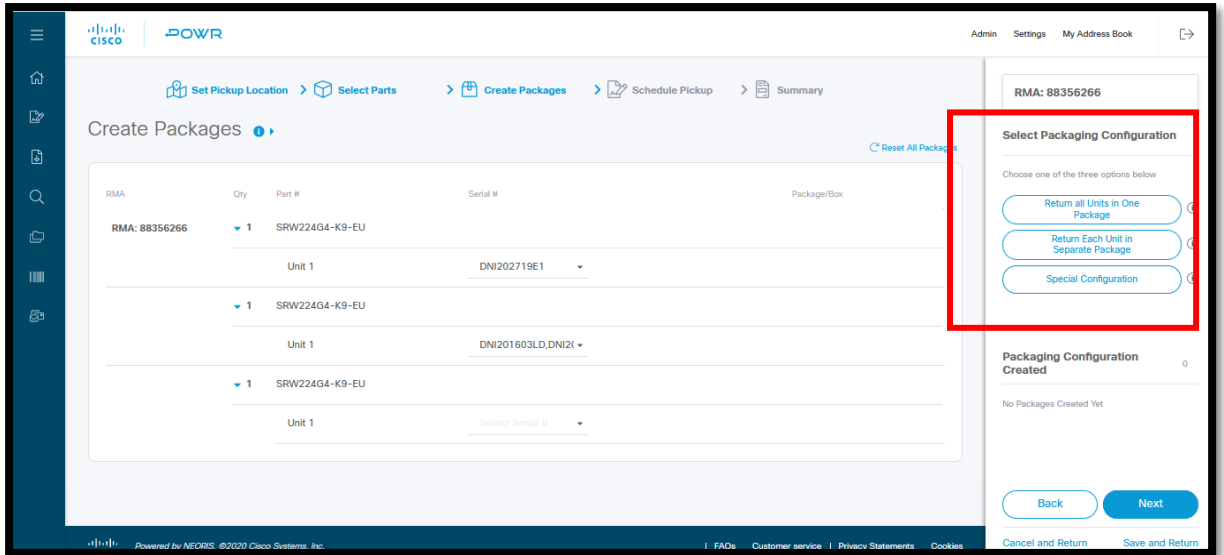 CISCO
POWR
Admin Settings My Address Book
Set Pickup Location Select Parts Create Packages Schedule Pickup Summary
Create Packages
Reset All Packages
RMA Qty Part # Serial # Package/Box
RMA: 88356266 1 SRW224G4-K9-EU
Unit 1 DNI202719E1
1 SRW224G4-K9-EU
Unit 1 DNI201603LD,DNI20
1 SRW224G4-K9-EU
Unit 1 Select Serial #
RMA: 88356266
Select Packaging Configuration
Choose one of the three options below
Return all Units in One
Package
Return Each Unit in
Separate Package
Special Configuration
Packaging Configuration
Created 0
No Packages Created Yet
Back Next
Cancel and Return Save and Return
Powered by NEORIS. ©2020 Cisco Systems, Inc. | FAQs Customer service | Privacy Statements Cookies